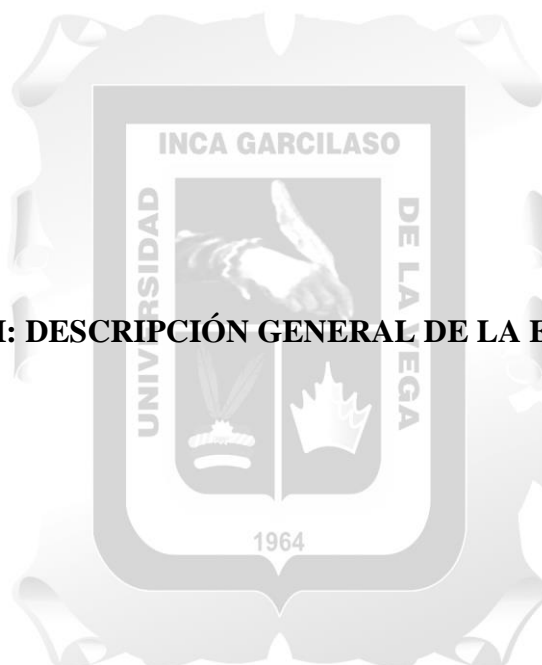 INCA GARCILASO
UNIVERSIDAD
DE LA VEGA
I: DESCRIPCIÓN GENERAL DE LA E
1964